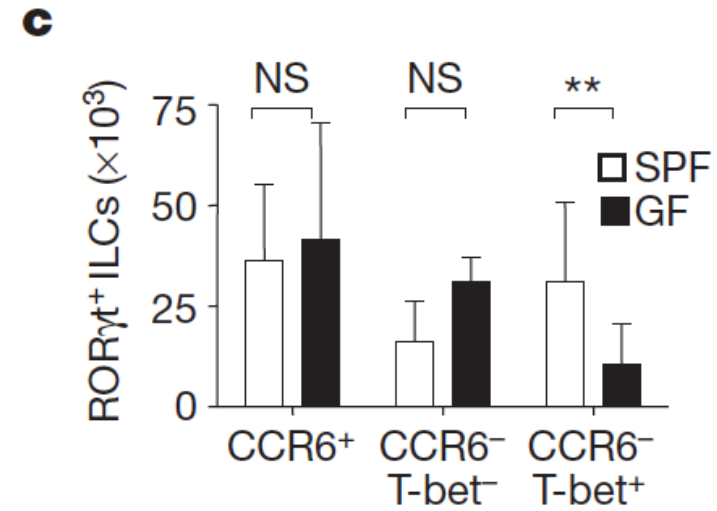 c
NS NS **
75
50
25
0
RORγt⁺ ILCs (×10³)
SPF
GF
CCR6⁺ CCR6⁻ CCR6⁻
T-bet⁻ T-bet⁺